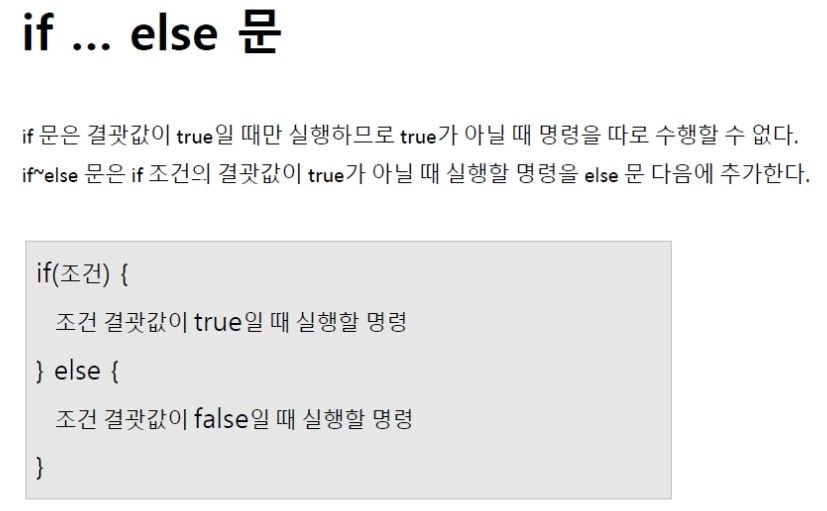 if ... else 문
if 문은 결괏값이 true일 때만 실행하므로 true가 아닐 때 명령을 따로 수행할 수 없다.
if~else 문은 if 조건의 결괏값이 true가 아닐 때 실행할 명령을 else 문 다음에 추가한다.
if(조건) {
조건 결괏값이 true일 때 실행할 명령
} else {
조건 결괏값이 false일 때 실행할 명령
}